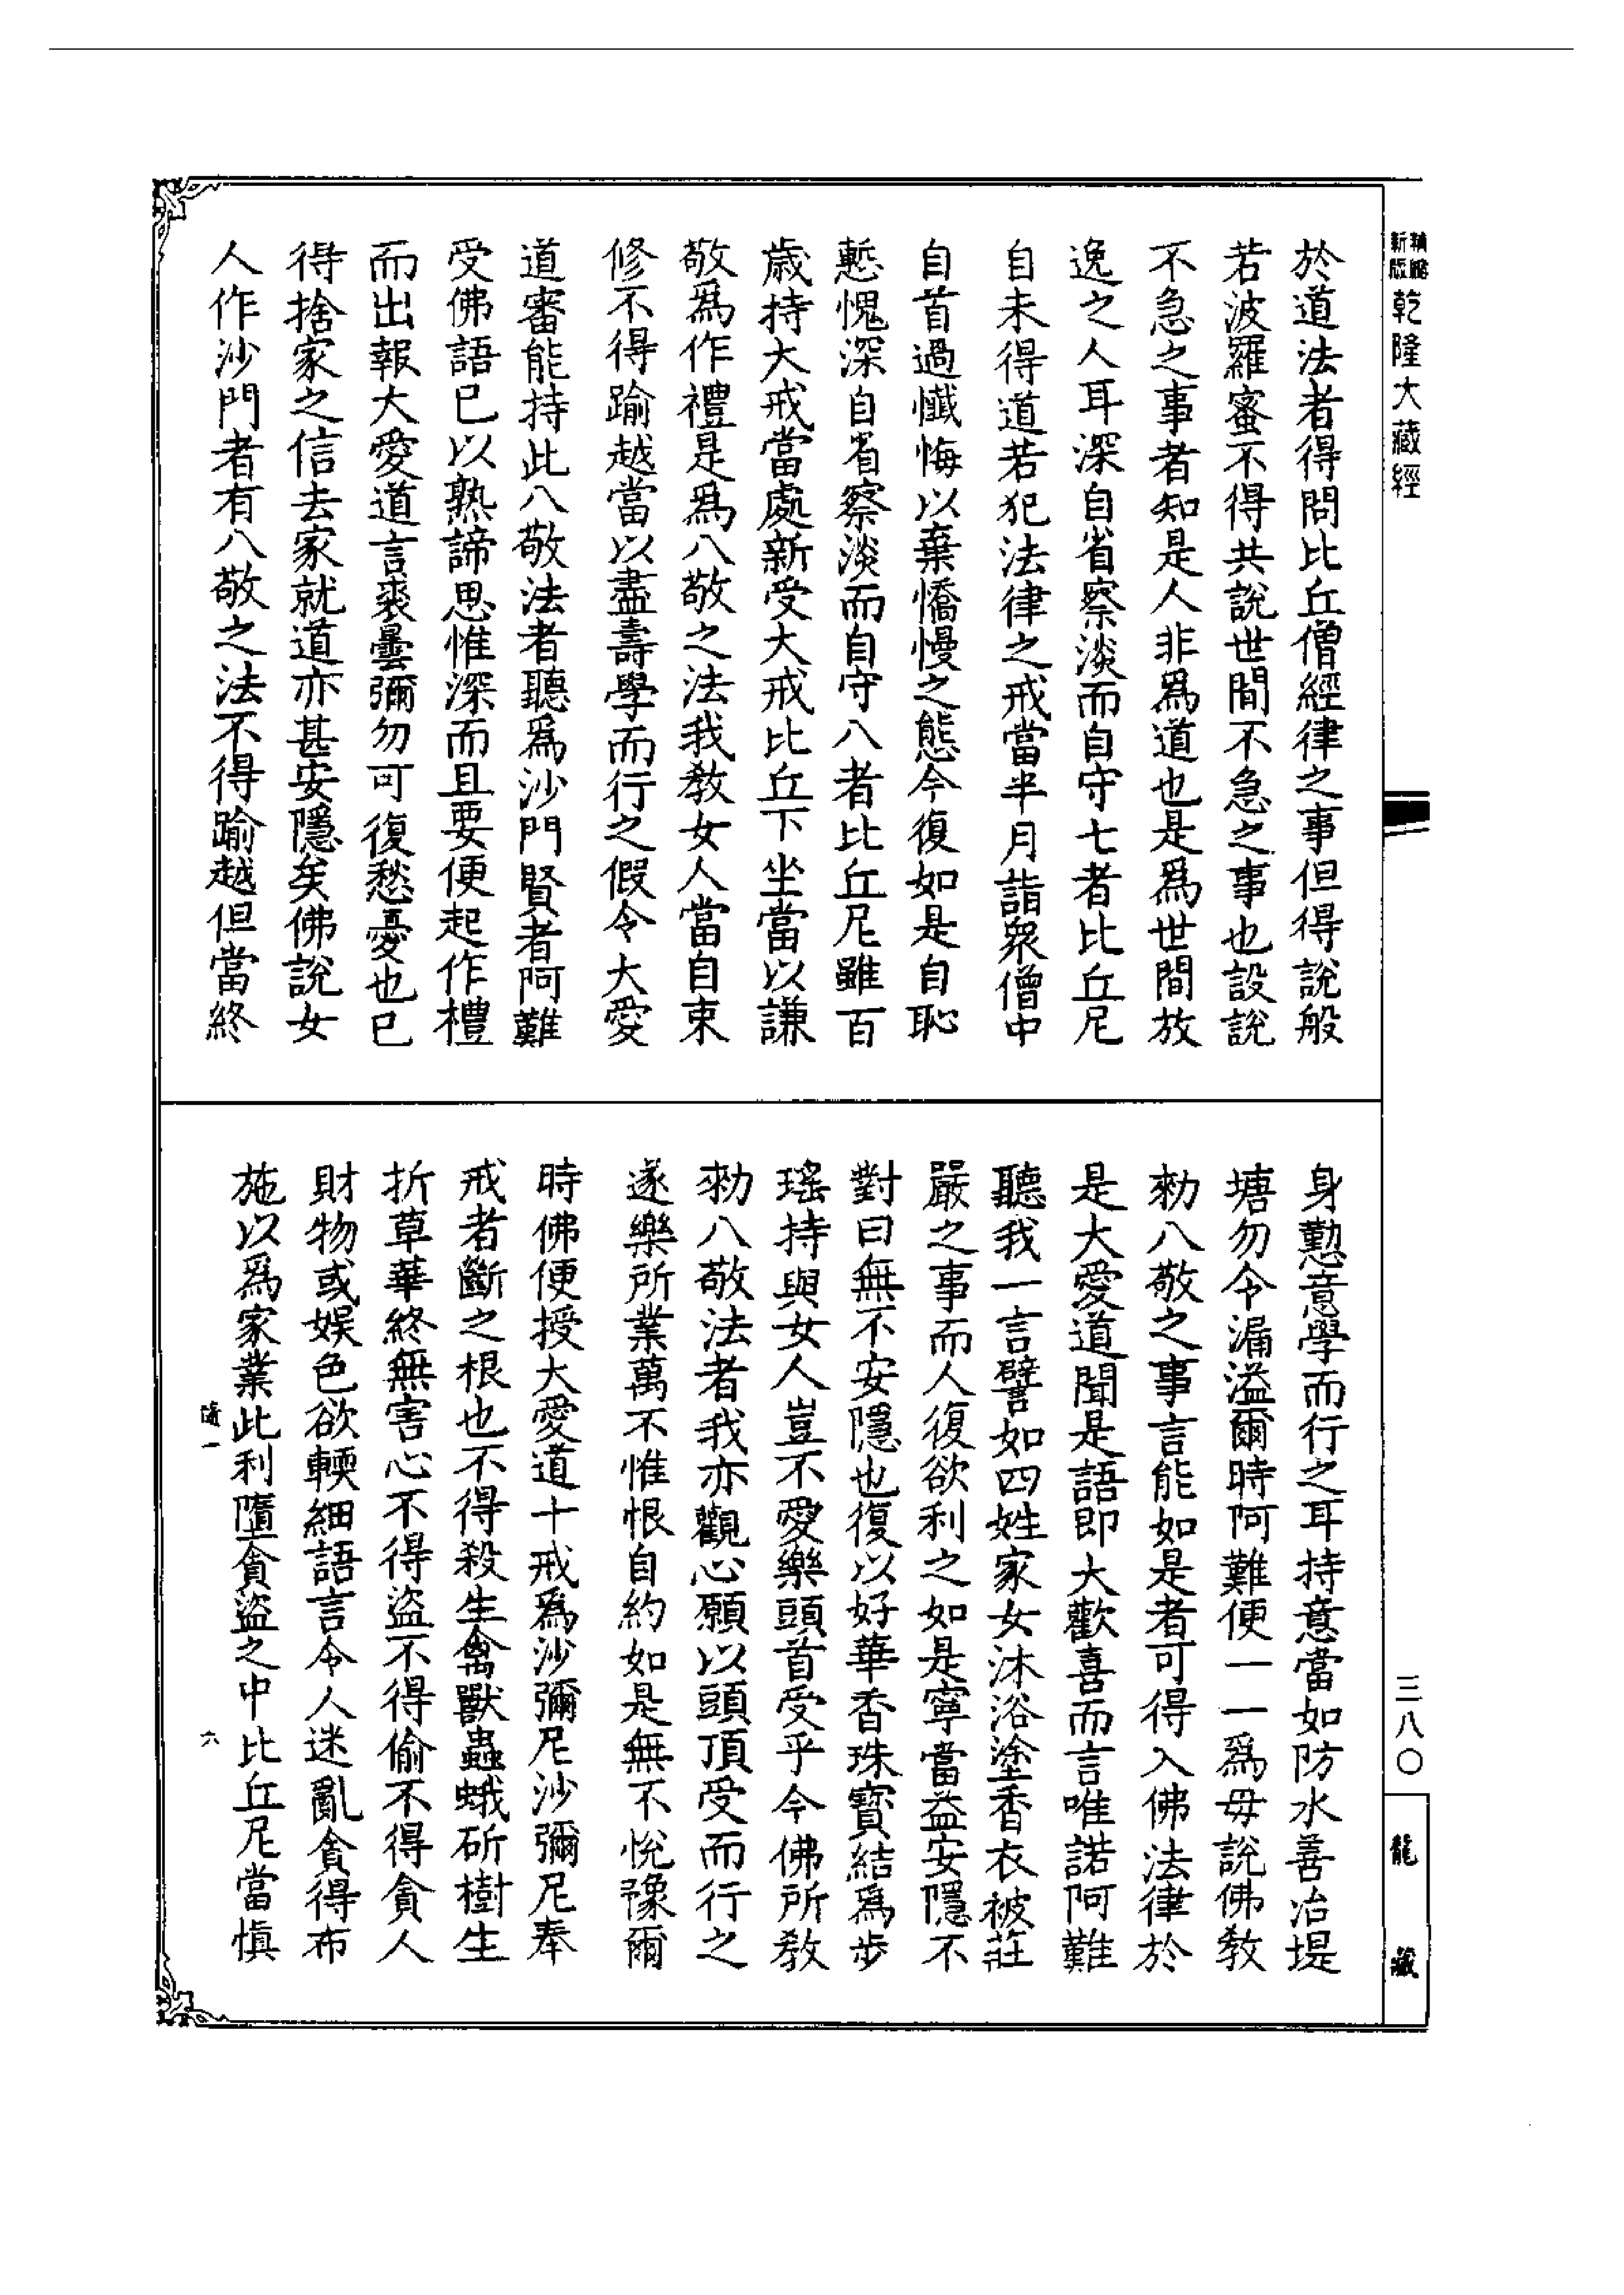 新版
乾隆大藏經
三八〇
龍藏
於道法者得問比丘僧經律之事但得說般
若波羅蜜不得共說世間不急之事也設說
不急之事者知是人非爲道也是爲世間放
逸之人耳深自省察淡而自守七者比丘尼
自未得道若犯法律之戒當半月詣衆僧中
自首過懺悔以棄憍慢之態今復如是自恥
慙愧深自省察淡而自守八者比丘尼雖百
歲持大戒當處新受大戒比丘下坐當以謙
敬爲作禮是爲八敬之法我教女人當自束
修不得踰越當以盡壽學而行之假令大愛
道審能持此八敬法者聽爲沙門賢者阿難
受佛語已以熟諦思惟深而且要便起作禮
而出報大愛道言裘曇彌勿可復愁憂也已
得捨家之信去家就道亦甚安隱矣佛說女
人作沙門者有八敬之法不得踰越但當終
身懃意學而行之耳持意當如防水善治堤
塘勿令漏溢爾時阿難便一一爲母說佛教
勑八敬之事言能如是者可得入佛法律於
是大愛道聞是語即大歡喜而言唯諾阿難
聽我一言譬如四姓家女沐浴塗香衣被莊
嚴之事而人復欲利之如是寧當益安隱不
對曰無不安隱也復以好華香珠寶結爲步
瑤持與女人豈不愛樂頭首受乎今佛所教
勑八敬法者我亦觀心願以頭頂受而行之
遂樂所業萬不惟恨自約如是無不悅豫爾
時佛便授大愛道十戒爲沙彌尼沙彌尼奉
戒者斷之根也不得殺生禽獸蟲蛾斫樹生
折草華終無害心不得盜不得偷不得貪人
財物或娛色欲輭細語言令人迷亂貪得布
施以爲家業此利墮貪盜之中比丘尼當慎
六